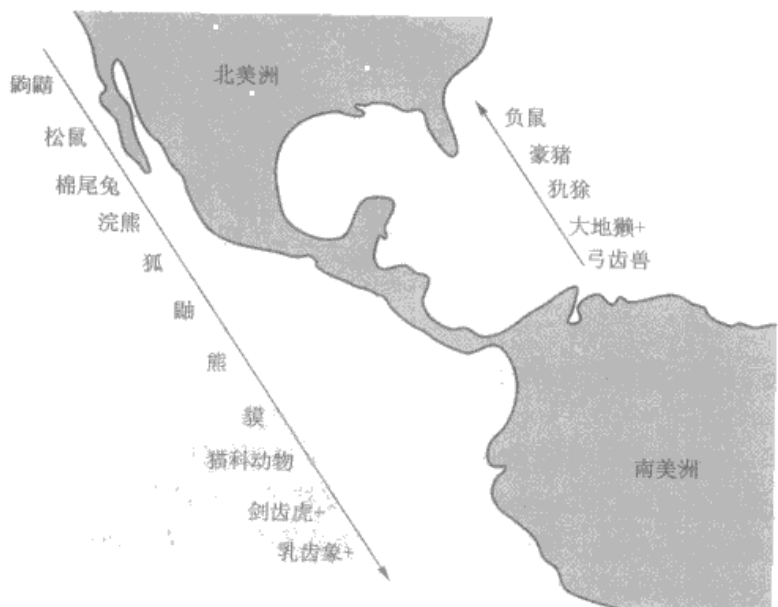 北美洲
鼩鼱
松鼠
棉尾兔
浣熊
狐
鼬
熊
貘
猫科动物
剑齿虎+
乳齿象+
负鼠
豪猪
犰狳
大地獭+
弓齿兽
南美洲